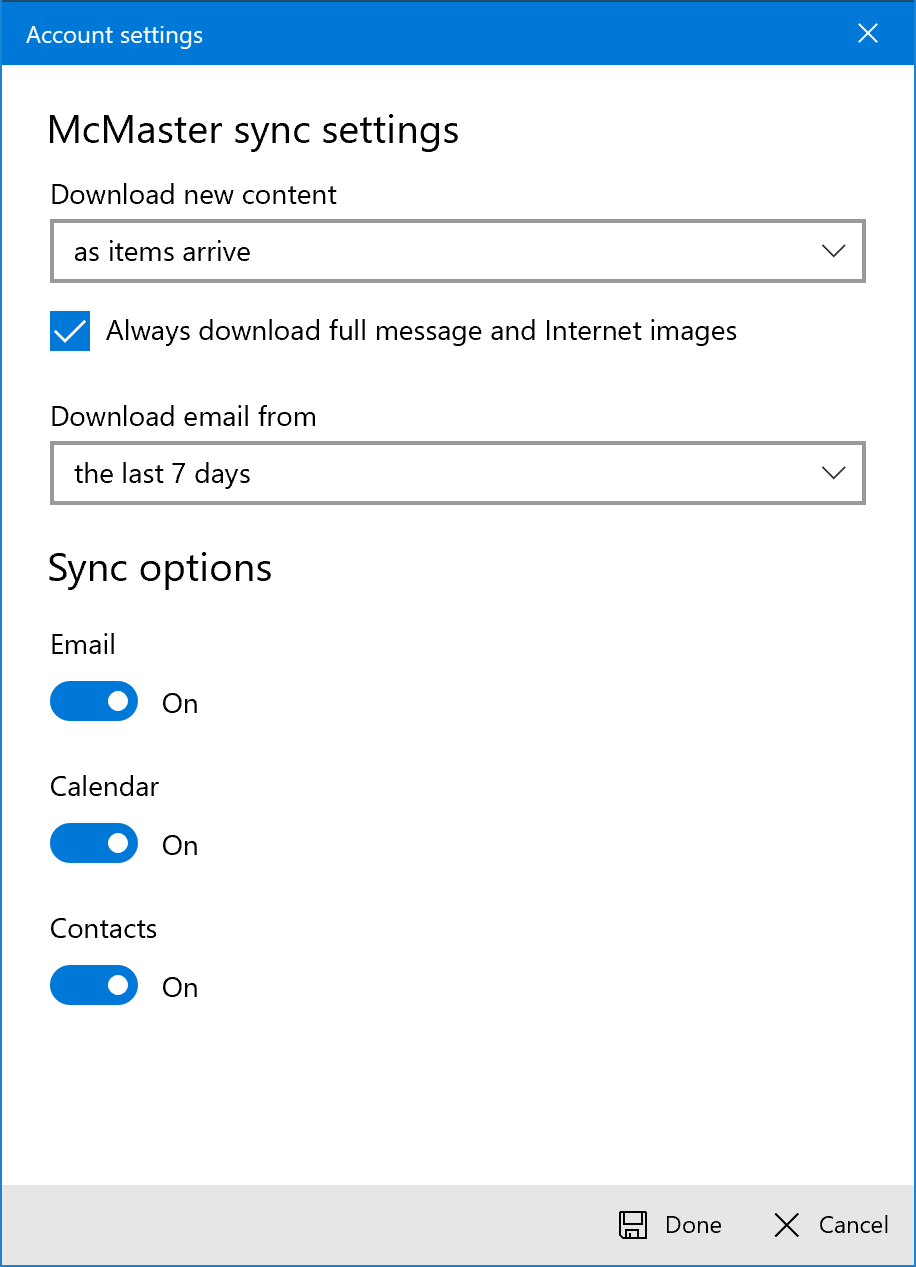 Account settings
McMaster sync settings
Download new content
as items arrive
Always download full message and Internet images
Download email from
the last 7 days
Sync options
Email
On
Calendar
On
Contacts
On
Done Cancel